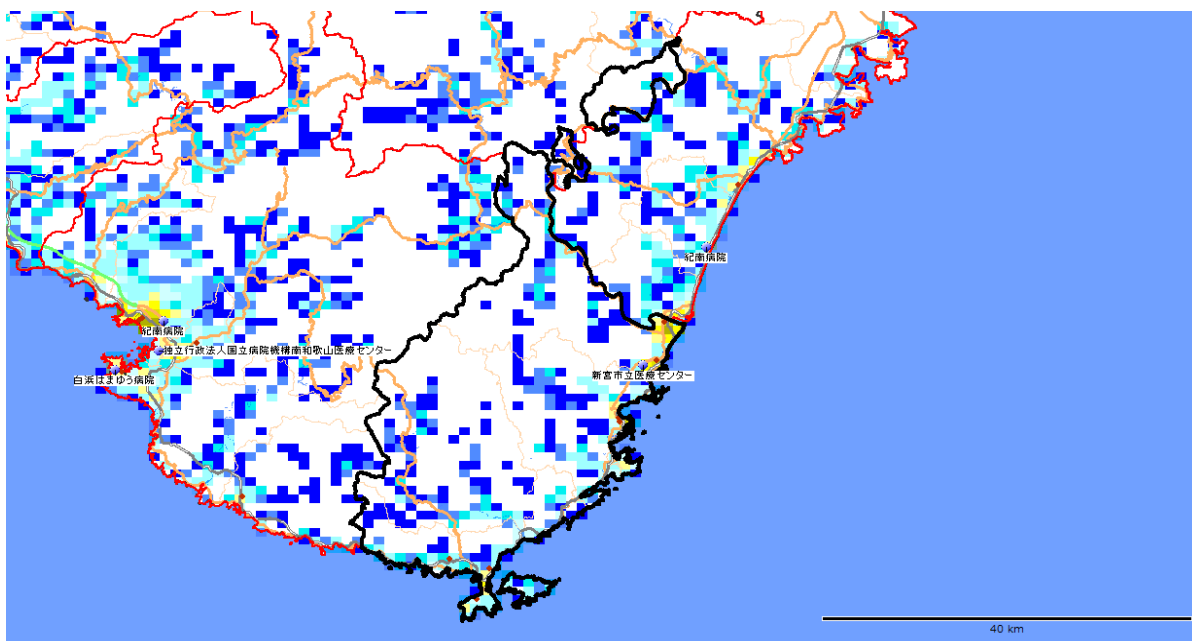 紀南病院
紀南病院
独立行政法人国立病院機構南和歌山医療センター
白浜はまゆう病院
新宮市立医療センター
40 km